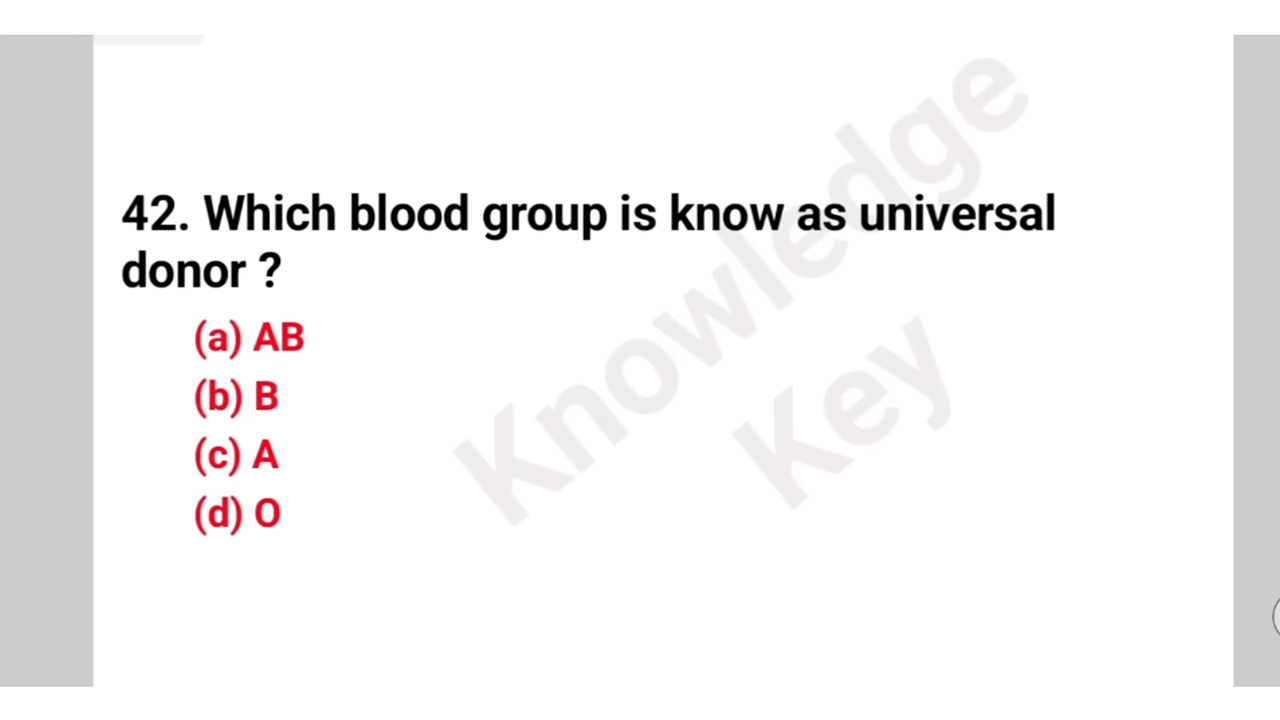 42. Which blood group is know as universal
donor ?
(a) AB
(b) B
(c) A
(d) O
Knowledge
Key